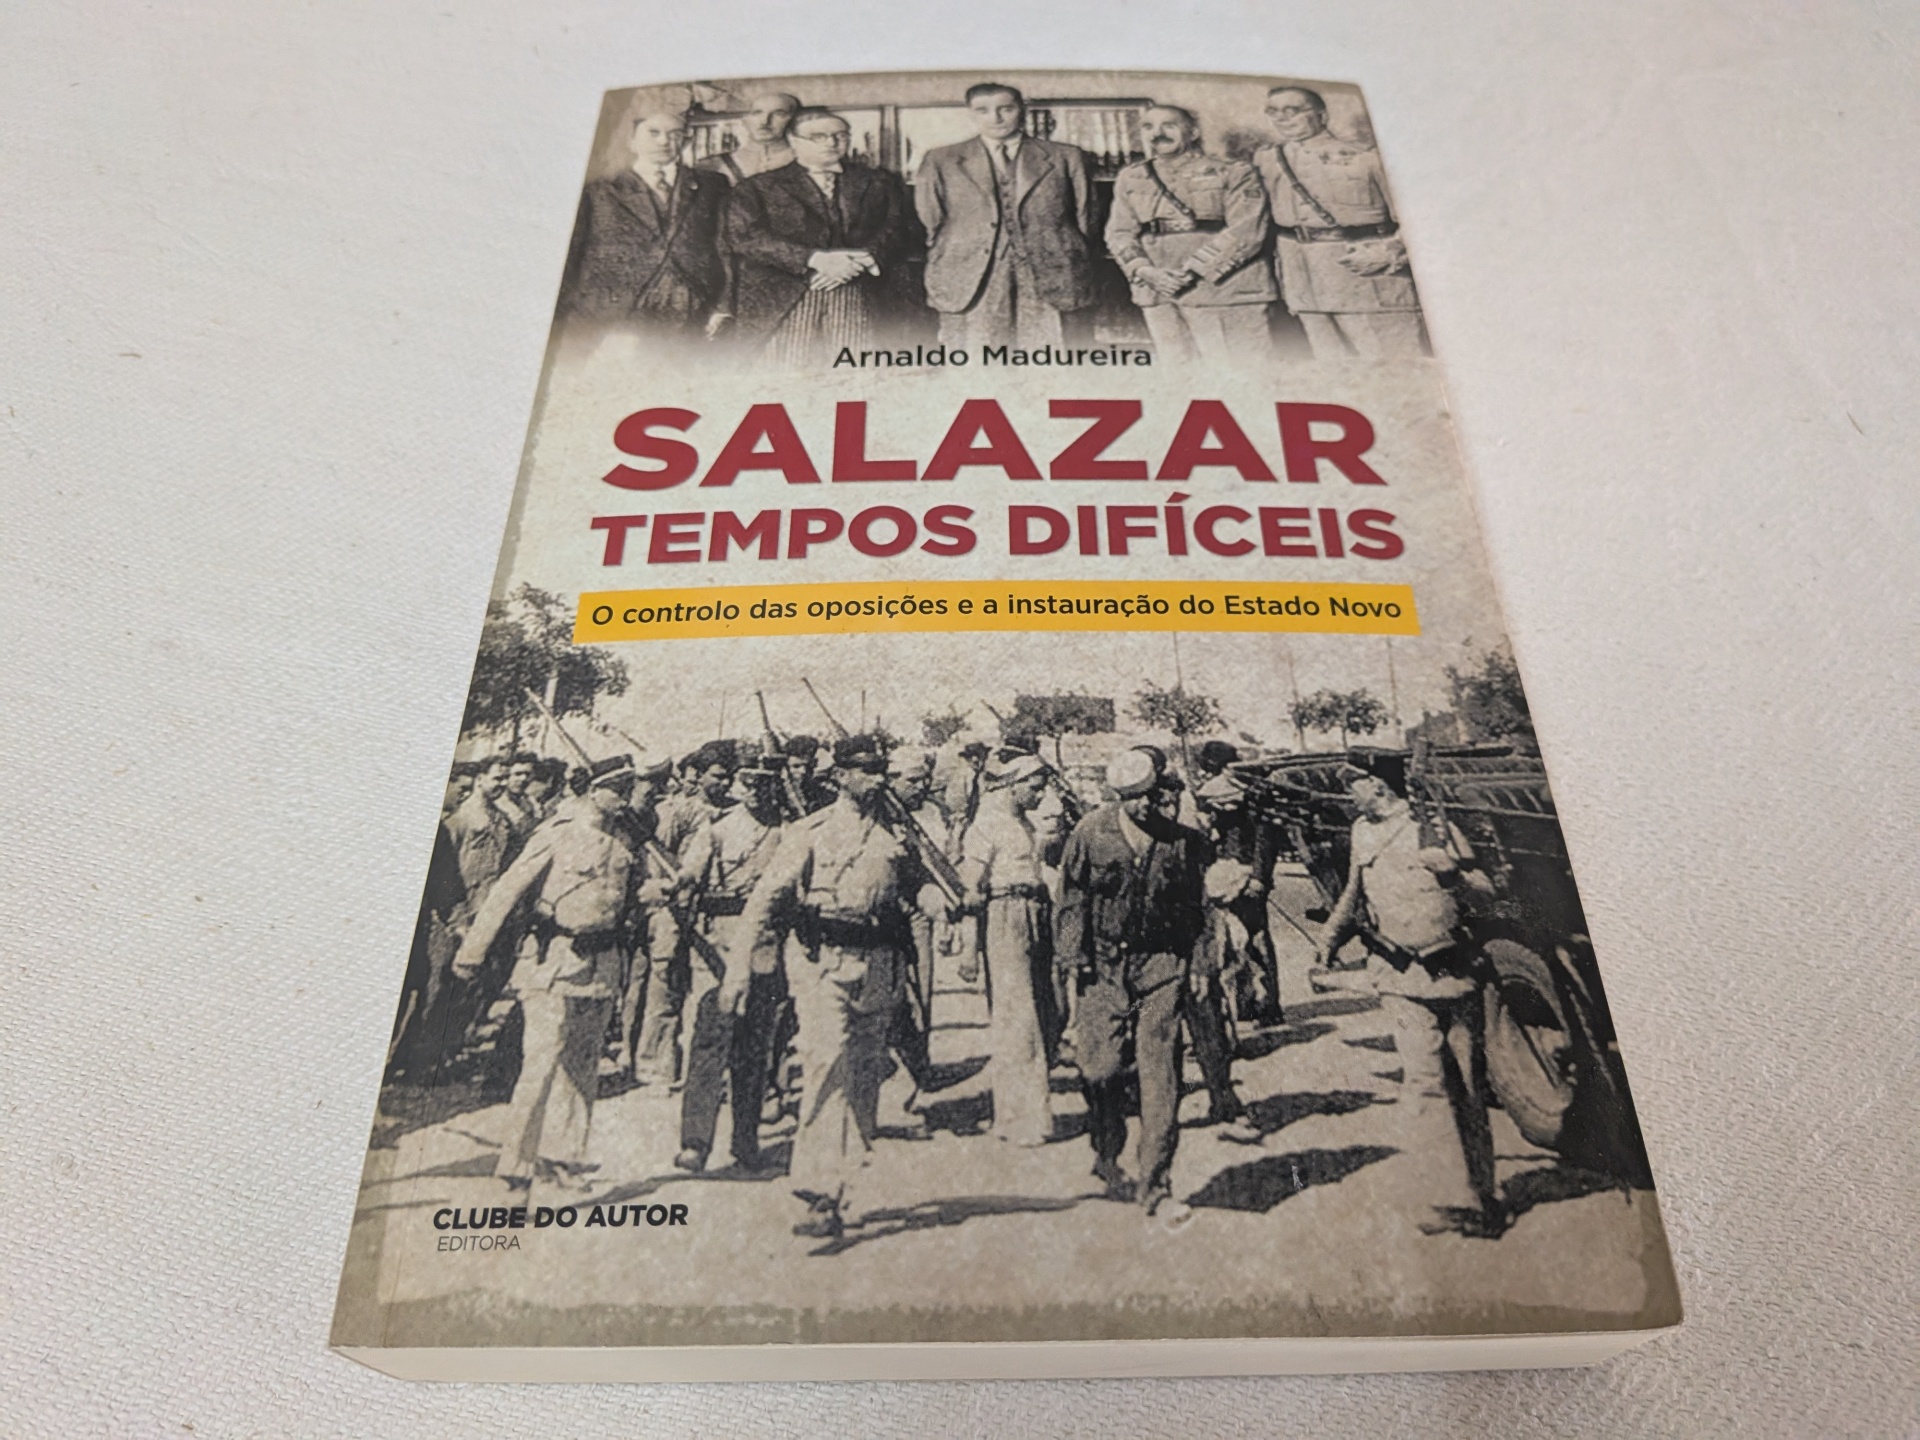 Arnaldo Madureira
SALAZAR
TEMPOS DIFÍCEIS
O controlo das oposições e a instauração do Estado Novo
CLUBE DO AUTOR
EDITORA